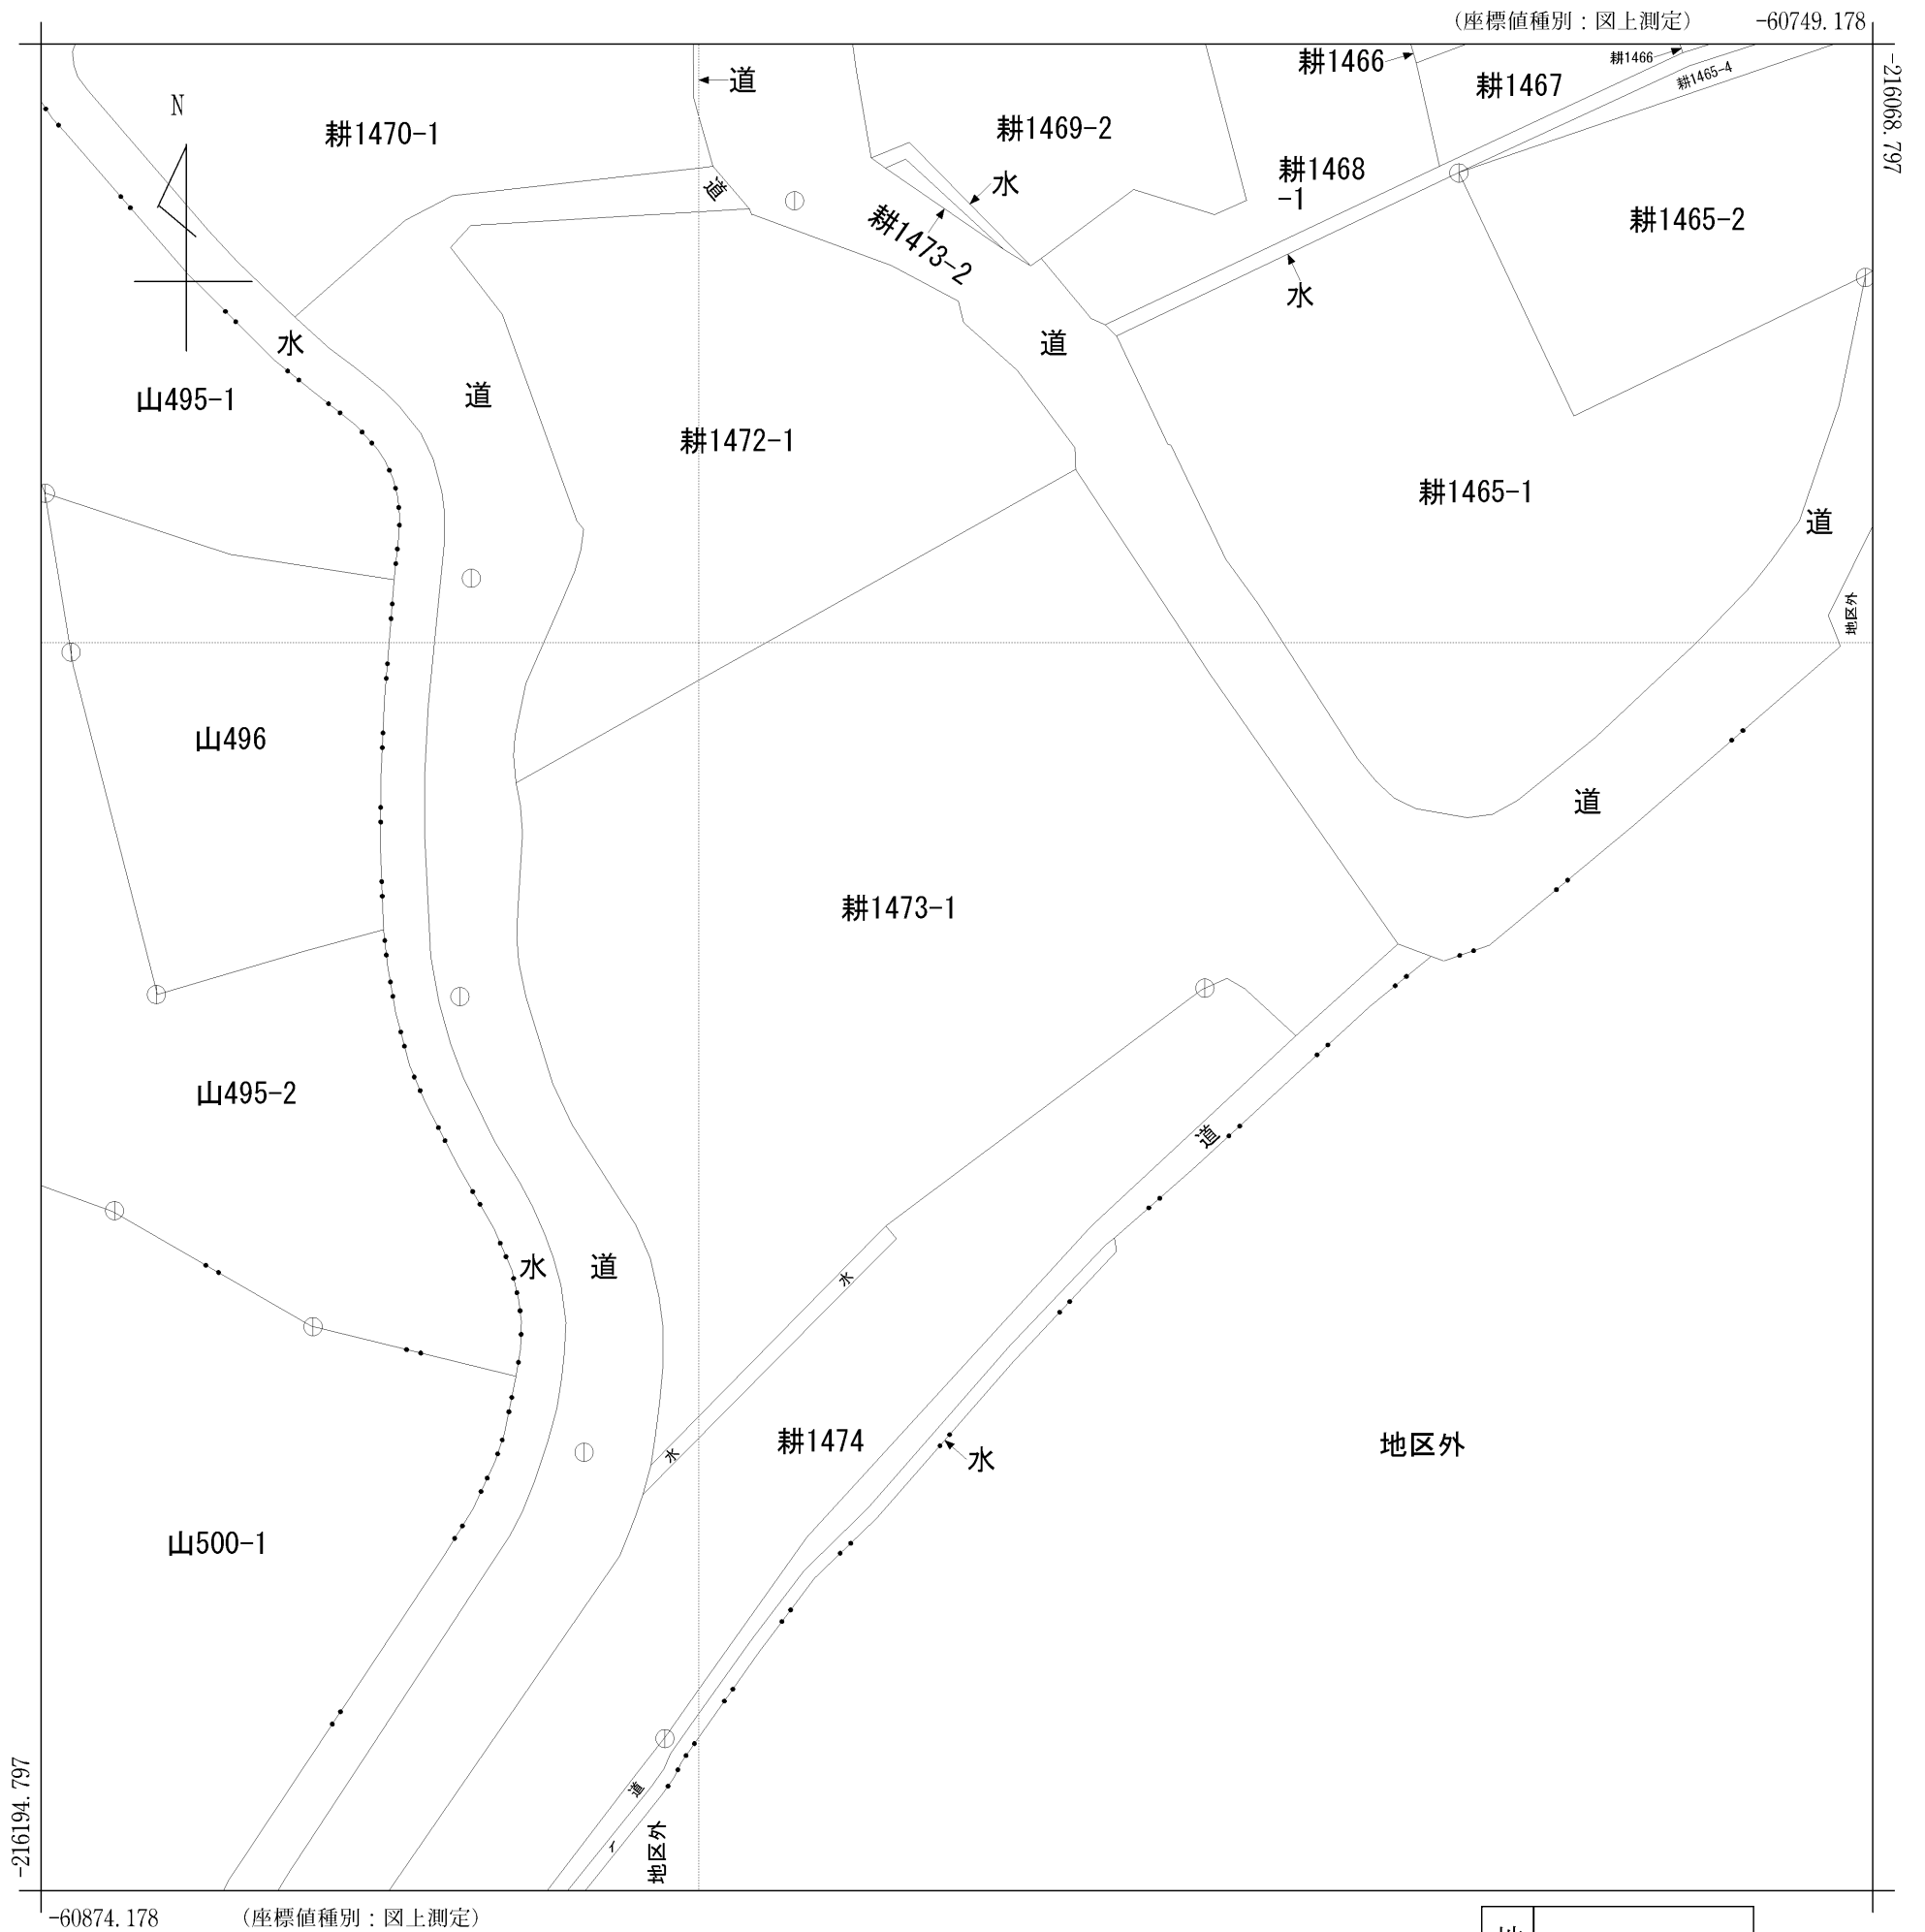 (座標値種別：図上測定) -60749.178
-216068.797
耕1466
耕1466
道
耕1467
耕1465-4
N
耕1470-1
耕1469-2
耕1468
-1
水
道
耕1465-2
耕1473-2
水
水
道
山495-1
道
耕1472-1
耕1465-1
道
地区外
山496
道
耕1473-1
山495-2
道
水
道
水
耕1474
地区外
水
水
山500-1
道
イ
地区外
-216194.797
-60874.178 (座標値種別：図上測定)